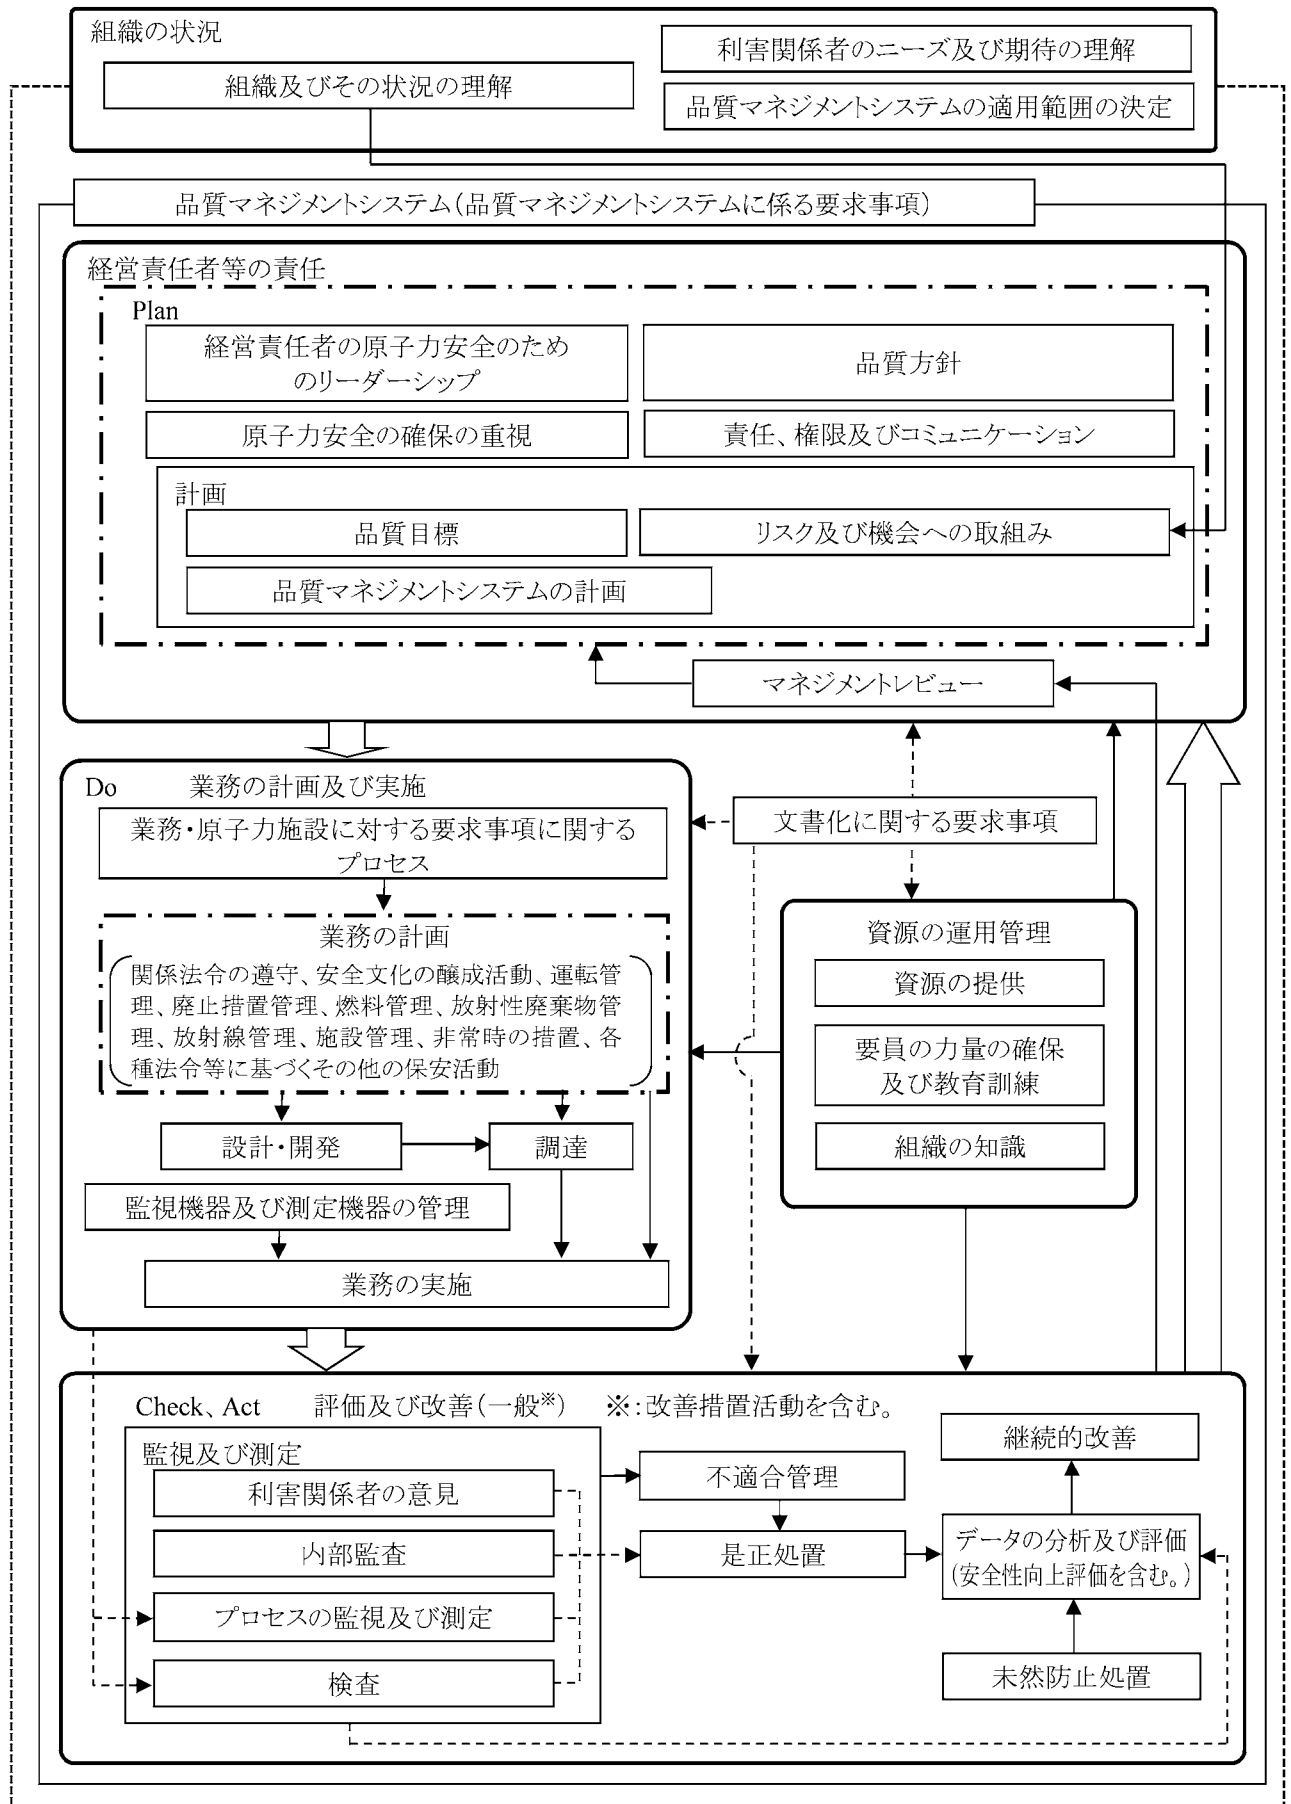 組織の状況
利害関係者のニーズ及び期待の理解
組織及びその状況の理解
品質マネジメントシステムの適用範囲の決定
品質マネジメントシステム(品質マネジメントシステムに係る要求事項)
経営責任者等の責任
Plan
経営責任者の原子力安全のため
のリーダーシップ
品質方針
原子力安全の確保の重視
責任、権限及びコミュニケーション
計画
品質目標
リスク及び機会への取組み
品質マネジメントシステムの計画
マネジメントレビュー
Do 業務の計画及び実施
業務・原子力施設に対する要求事項に関する
プロセス
文書化に関する要求事項
業務の計画
関係法令の遵守、安全文化の醸成活動、運転管
理、廃止措置管理、燃料管理、放射性廃棄物管
理、放射線管理、施設管理、非常時の措置、各
種法令等に基づくその他の保安活動
資源の運用管理
資源の提供
要員の力量の確保
及び教育訓練
組織の知識
設計・開発
調達
監視機器及び測定機器の管理
業務の実施
Check、Act 評価及び改善(一般※) ※:改善措置活動を含む。
監視及び測定
利害関係者の意見
内部監査
プロセスの監視及び測定
検査
不適合管理
是正処置
継続的改善
データの分析及び評価
(安全性向上評価を含む。)
未然防止処置